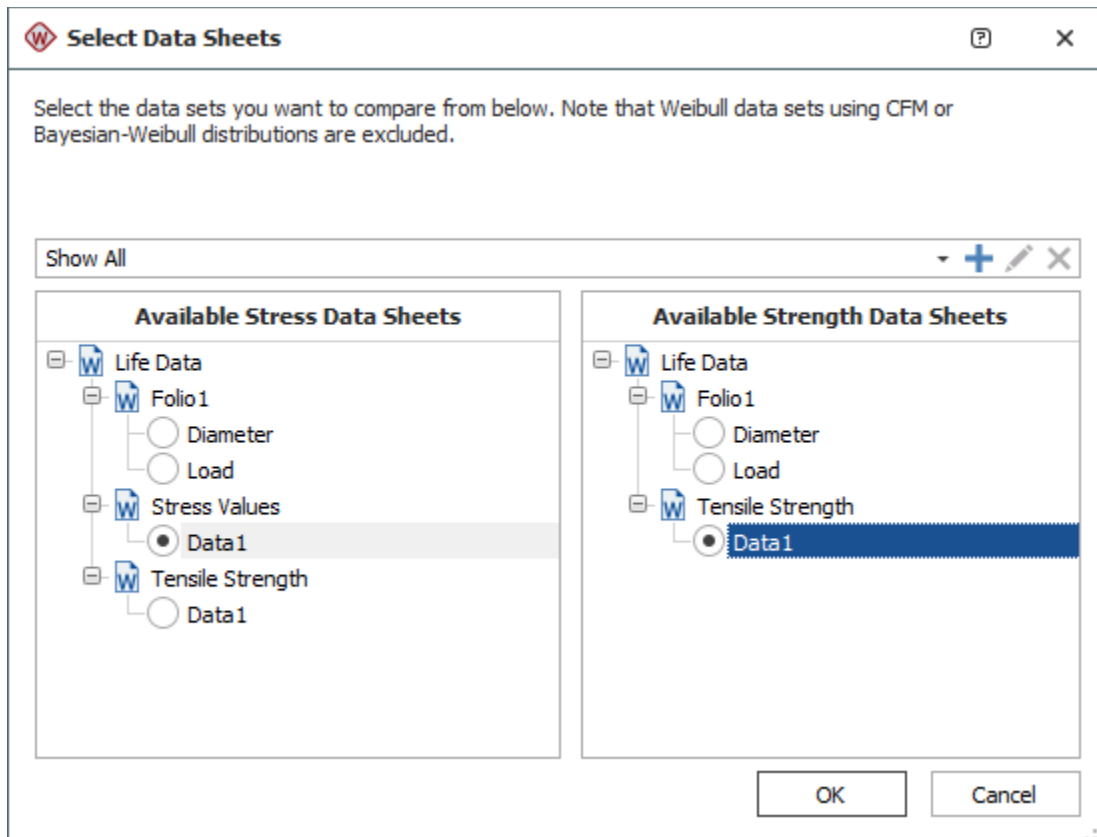 Select Data Sheets
Select the data sets you want to compare from below. Note that Weibull data sets using CFM or
Bayesian-Weibull distributions are excluded.
Show All
Available Stress Data Sheets
Life Data
Folio1
Diameter
Load
Stress Values
Data1
Tensile Strength
Data1
Available Strength Data Sheets
Life Data
Folio1
Diameter
Load
Tensile Strength
Data1
OK
Cancel